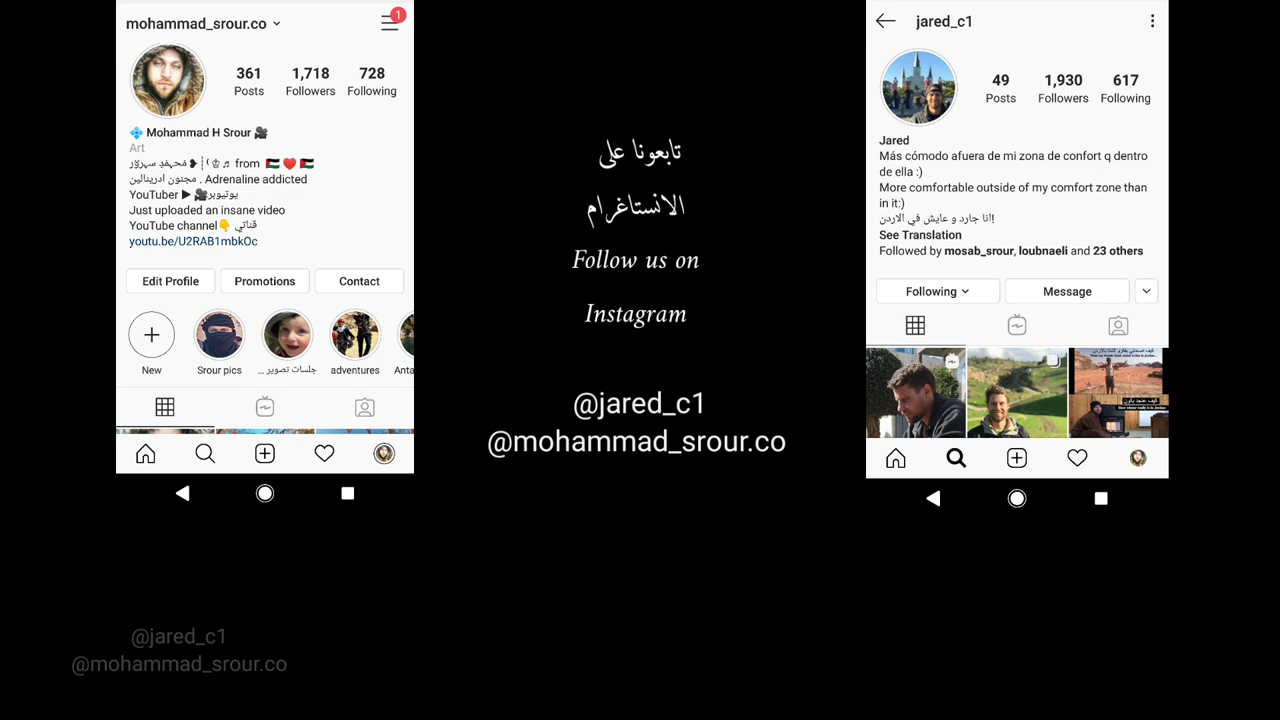 mohammad_srour.co
1
361
1,718
728
Posts
Followers
Following
Mohammad H Srour
Art
from
مجنون ادرينالين . Adrenaline addicted
YouTuber ▶ يوتيوبر
Just uploaded an insane video
YouTube channel قناتي
youtu.be/U2RAB1mbkOc
Edit Profile
Promotions
Contact
New
Srour pics
جلسات تصوير ...
adventures
Anta
تابعونا على
الانستاغرام
Follow us on
Instagram
@jared_c1
@mohammad_srour.co
jared_c1
49
1,930
617
Posts
Followers
Following
Jared
Más cómodo afuera de mi zona de confort q dentro
de ella :)
More comfortable outside of my comfort zone than
in it:)
انا جارد و عايش في الاردن!
See Translation
Followed by mosab_srour, loubnaeli and 23 others
Following
Message
@jared_c1
@mohammad_srour.co